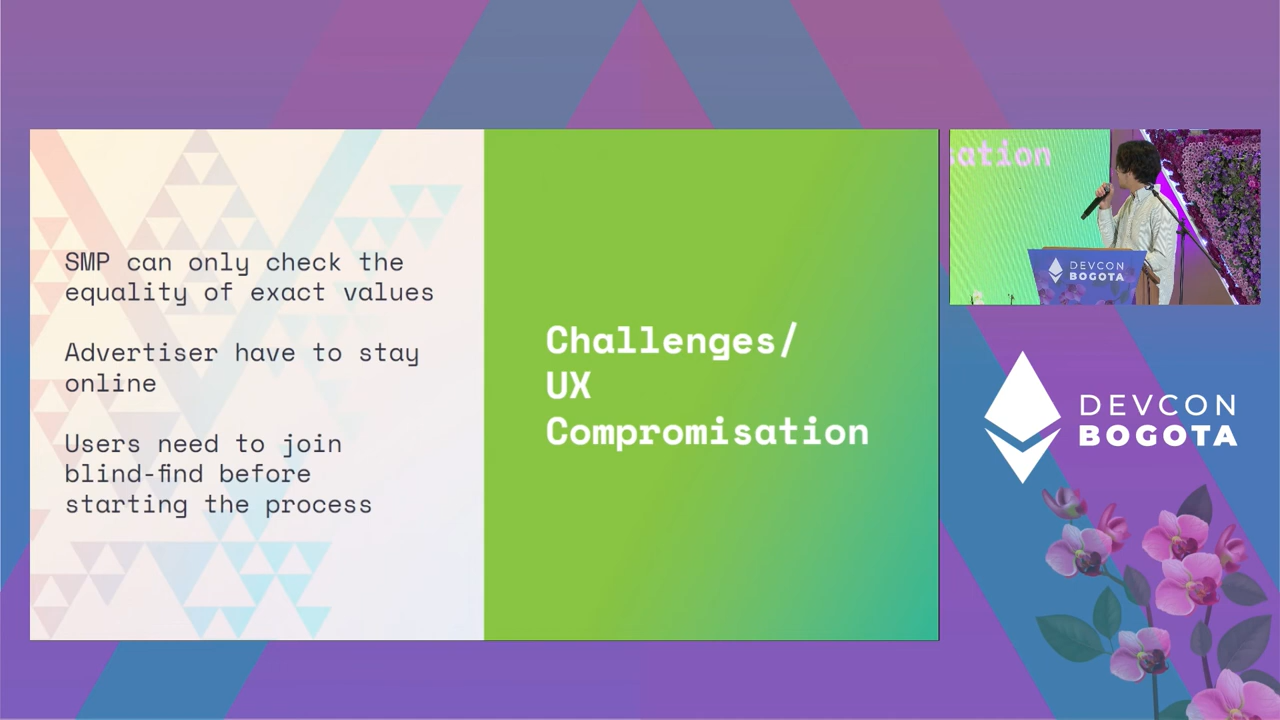 SMP can only check the
equality of exact values
Advertiser have to stay
online
Users need to join
blind-find before
starting the process
Challenges/
UX
Compromisation
sation
DEVCON
BOGOTA
DEVCON
BOGOTA